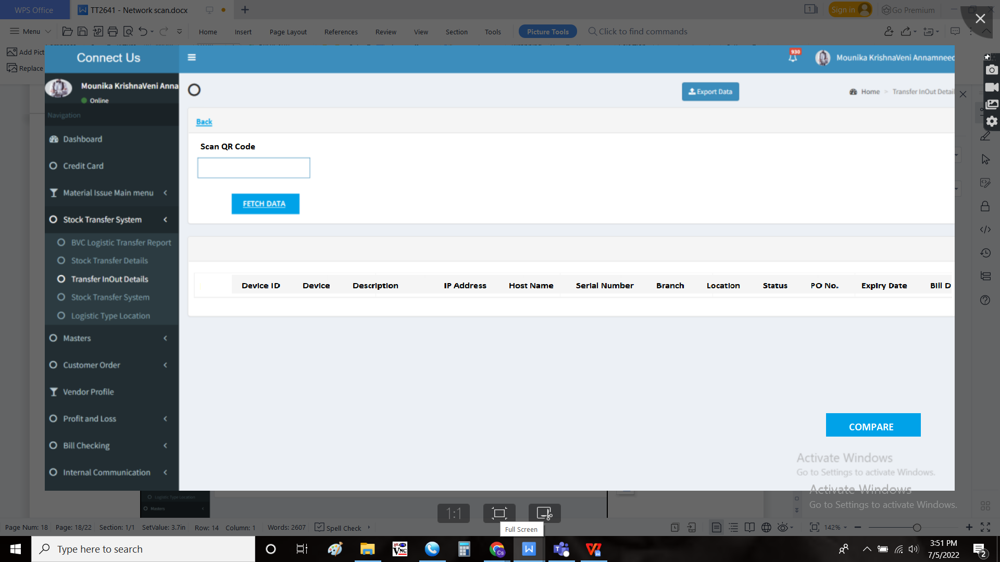 WPS Office
TT2641 - Network scan.docx
1
Sign in
Go Premium
Menu
Home
Insert
Page Layout
References
Review
View
Section
Tools
Picture Tools
Click to find commands
Add Pict
Replace
Connect Us
930
Mounika KrishnaVeni Annamneed
Mounika KrishnaVeni Anna
Online
Export Data
Home > Transfer InOut Detail
Navigation
Back
Dashboard
Scan QR Code
Credit Card
Material Issue Main menu
FETCH DATA
Stock Transfer System
BVC Logistic Transfer Report
Stock Transfer Details
Transfer InOut Details
Device ID Device Description IP Address Host Name Serial Number Branch Location Status PO No. Expiry Date Bill D
Stock Transfer System
Logistic Type Location
Masters
Customer Order
Vendor Profile
Profit and Loss
COMPARE
Bill Checking
Activate Windows
Go to Settings to activate Windows.
Internal Communication
Activate Windows
Go to Settings to activate Windows.
Logistic Type Location
Masters
1:1
Full Screen
Page Num: 18 Page: 18/22 Section: 1/1 SetValue: 3.7in Row: 14 Column: 1 Words: 2607 Spell Check 142%
Type here to search
VNC
Cs
3:51 PM
7/5/2022
2